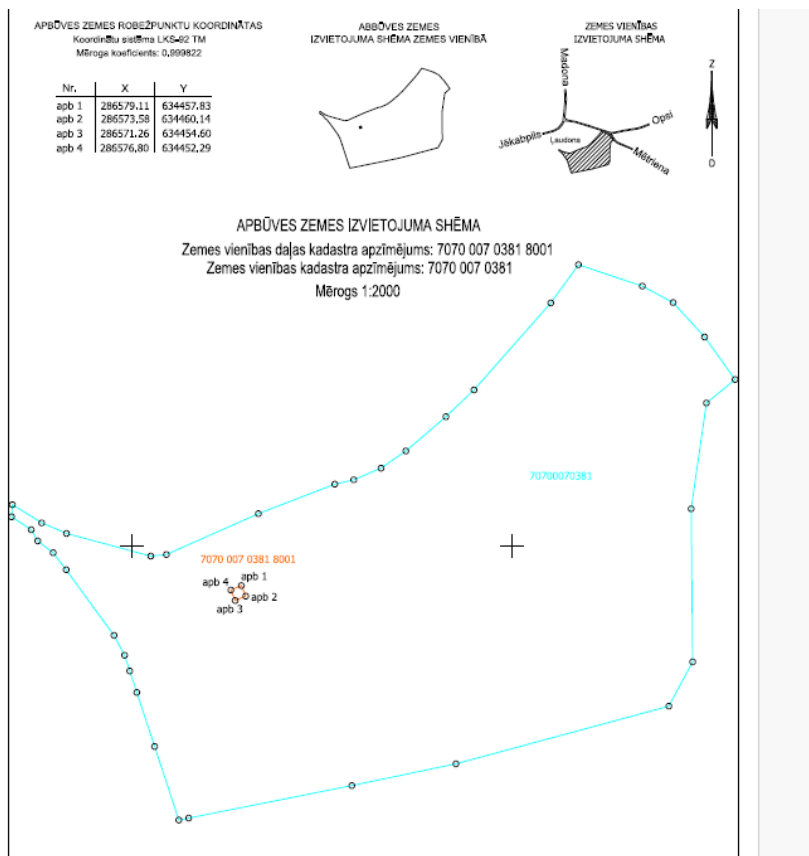 APBŪVES ZEMES ROBEŽPUNKTU KOORDINĀTAS
Koordinātu sistēma LKS-92 TM
Mēroga koeficients: 0,999822
Nr. X Y
apb 1 286579.11 634457.83
apb 2 286573.58 634460.14
apb 3 286571.26 634454.60
apb 4 286576.80 634452.29
ABBŪVES ZEMES
IZVIETOJUMA SHĒMA ZEMES VIENĪBĀ
ZEMES VIENĪBAS
IZVIETOJUMA SHĒMA
Madona
Opsi
Jēkabpils
Ļaudona
Mētriena
Z
D
APBŪVES ZEMES IZVIETOJUMA SHĒMA
Zemes vienības daļas kadastra apzīmējums: 7070 007 0381 8001
Zemes vienības kadastra apzīmējums: 7070 007 0381
Mērogs 1:2000
70700070381
7070 007 0381 8001
apb 1
apb 4
apb 2
apb 3